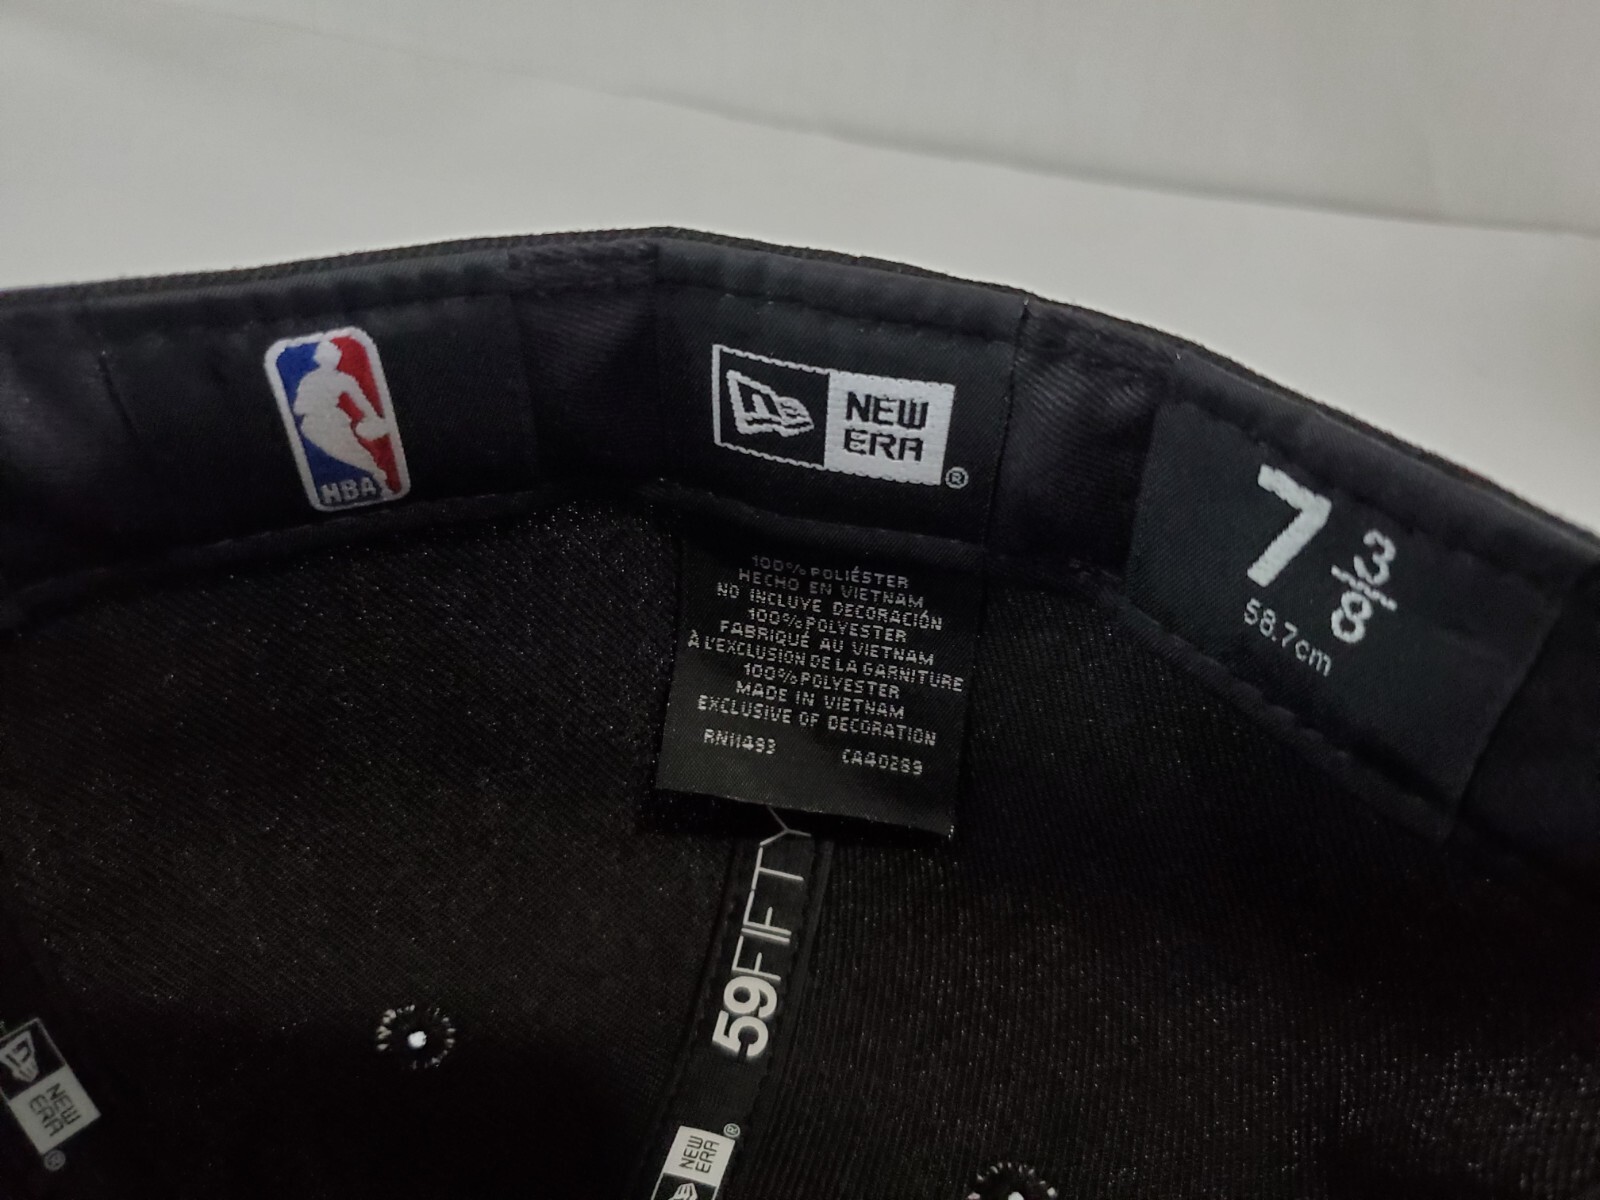 NBA
NEW
ERA
®
7 3/8
58.7cm
100% POLIÉSTER
HECHO EN VIETNAM
NO INCLUYE DECORACIÓN
100% POLYESTER
FABRIQUÉ AU VIETNAM
À L'EXCLUSION DE LA GARNITURE
100% POLYESTER
MADE IN VIETNAM
EXCLUSIVE OF DECORATION
RN11493 CA40289
59FIFTY
NEW
ERA
®
NEW
ERA
®